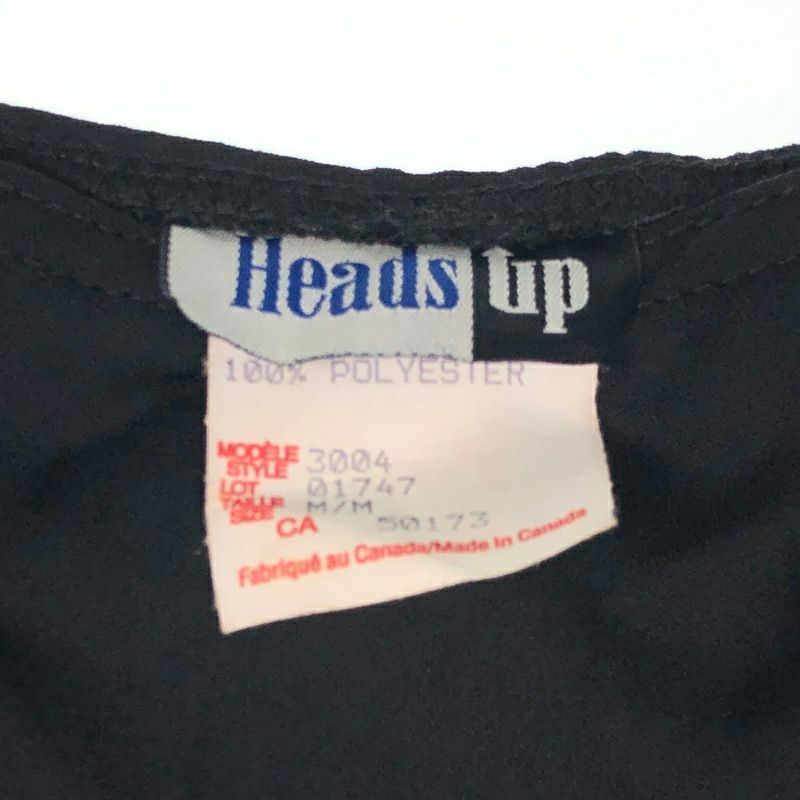 Heads up
100% POLYESTER
MODÈLE
STYLE 3004
LOT 01747
TAILLE
SIZE M/M
CA 50173
Fabriqué au Canada/Made in Canada